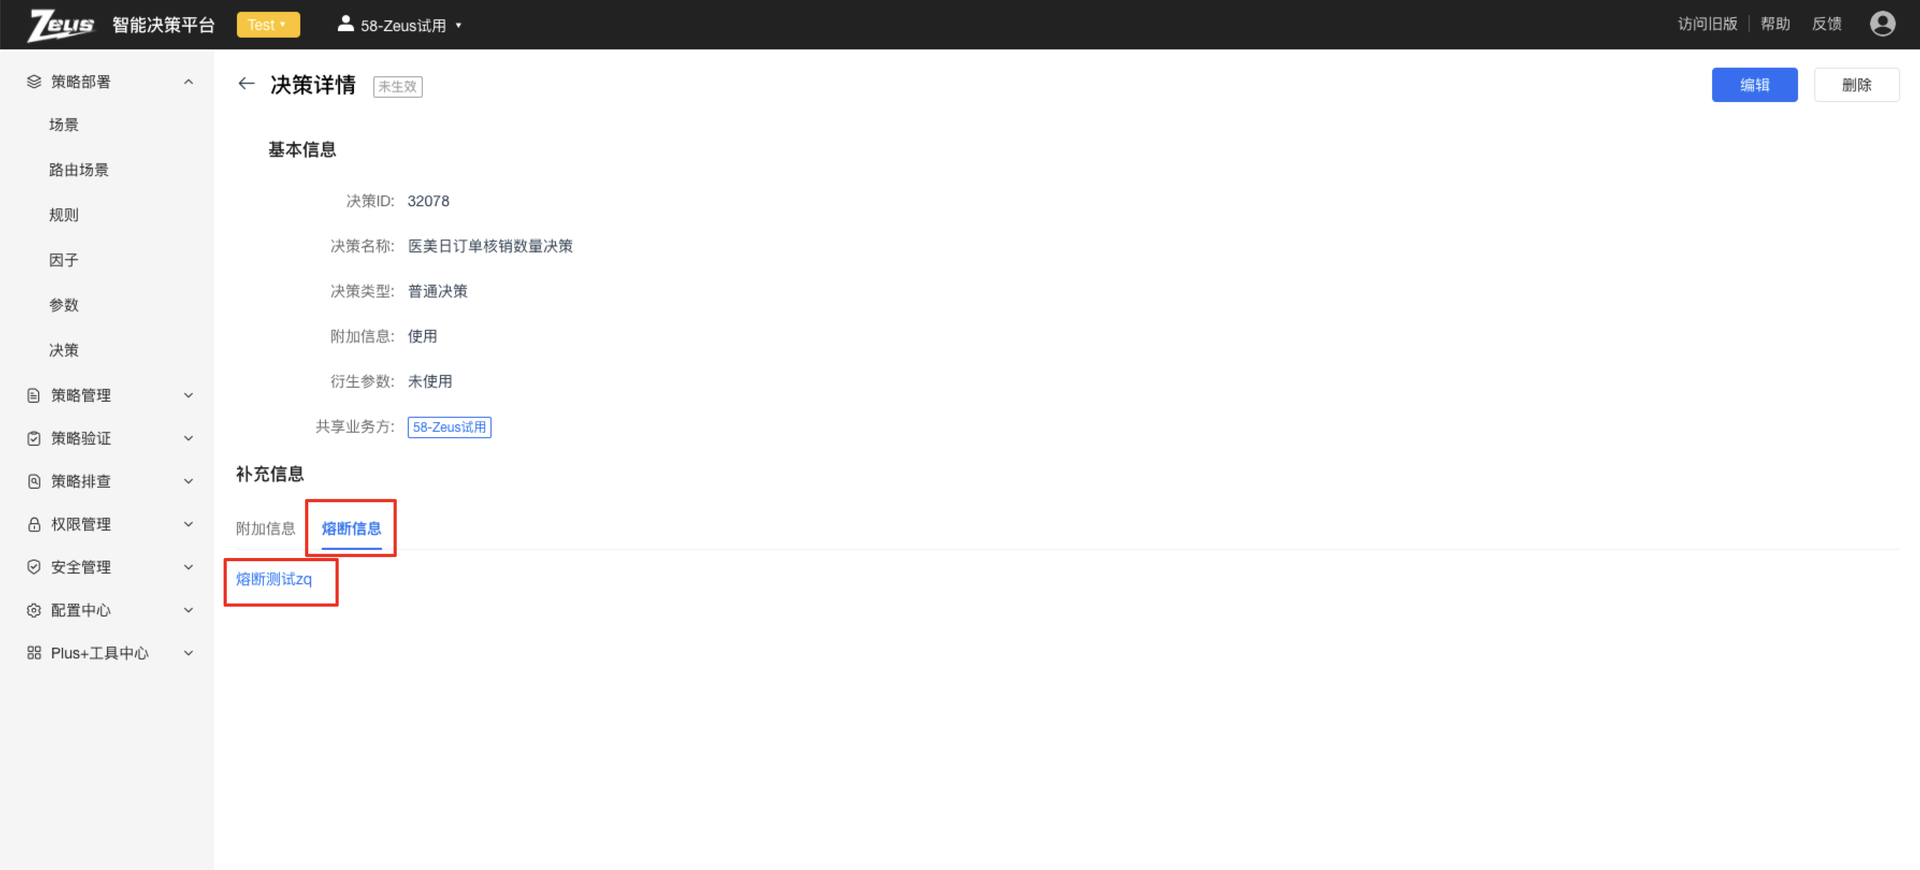 Zeus 智能决策平台 Test 58-Zeus试用 访问旧版 帮助 反馈
策略部署
场景
路由场景
规则
因子
参数
决策
策略管理
策略验证
策略排查
权限管理
安全管理
配置中心
Plus+工具中心
决策详情 未生效 编辑 删除
基本信息
决策ID: 32078
决策名称: 医美日订单核销数量决策
决策类型: 普通决策
附加信息: 使用
衍生参数: 未使用
共享业务方: 58-Zeus试用
补充信息
附加信息 熔断信息
熔断测试zq